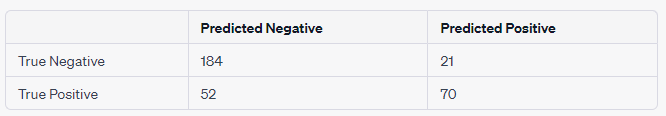 Predicted Negative Predicted Positive
True Negative 184 21
True Positive 52 70